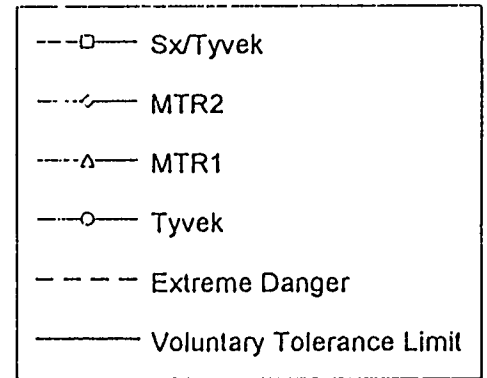 Sx/Tyvek
MTR2
MTR1
Tyvek
Extreme Danger
Voluntary Tolerance Limit